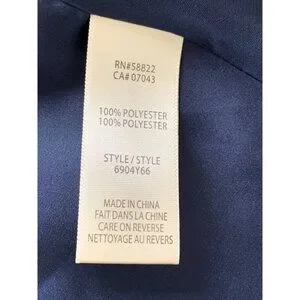 RN#58822
CA# 07043
100% POLYESTER
100% POLYESTER
STYLE / STYLE
6904Y66
MADE IN CHINA
FAIT DANS LA CHINE
CARE ON REVERSE
NETTOYAGE AU REVERS